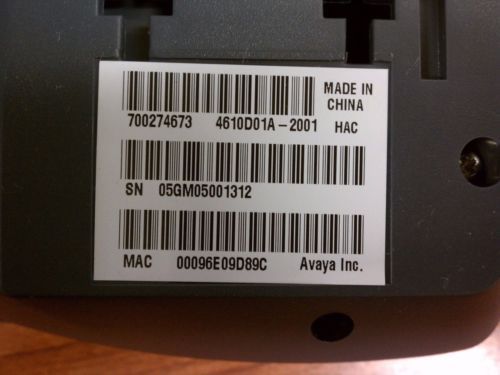 MADE IN
CHINA
700274673 4610D01A-2001 HAC
SN 05GM05001312
MAC 00096E09D89C Avaya Inc.